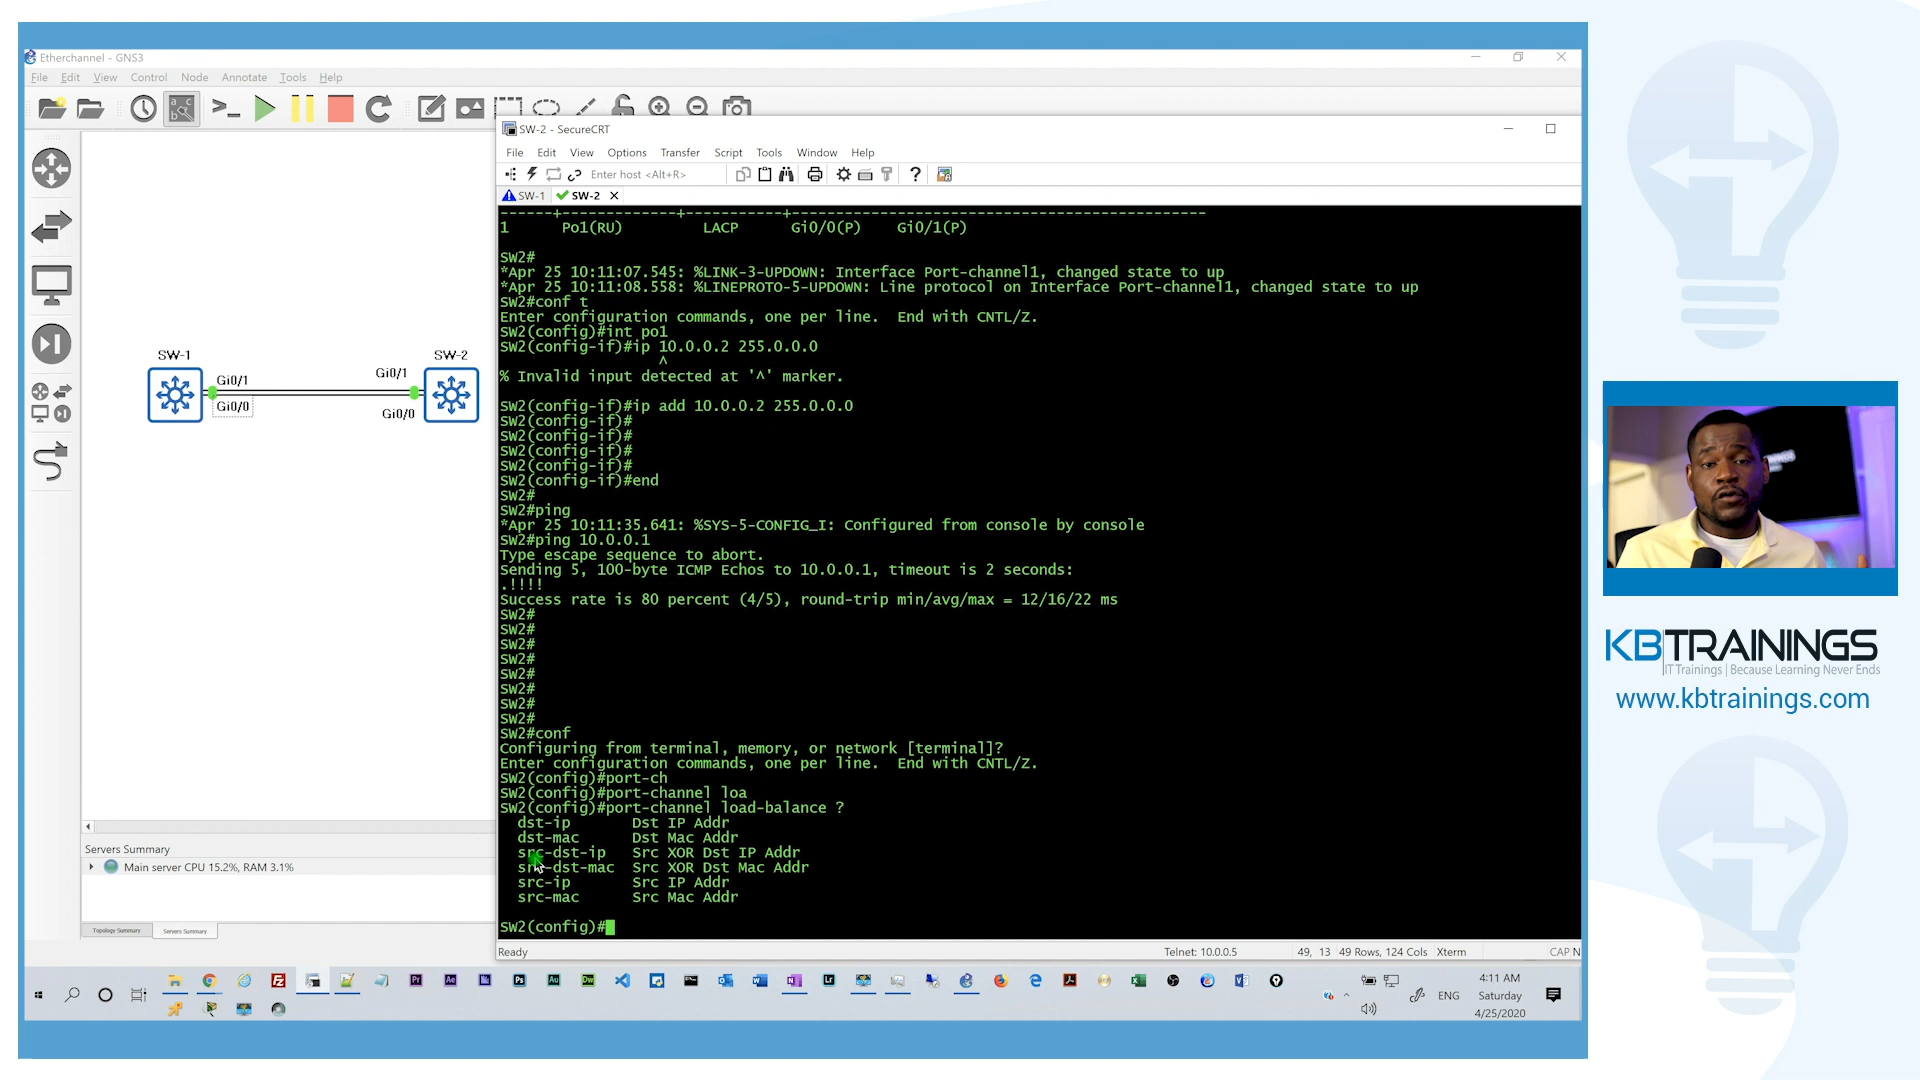 Etherchannel - GNS3
File Edit View Control Node Annotate Tools Help
SW-2 - SecureCRT
File Edit View Options Transfer Script Tools Window Help
Enter host <Alt+R>
SW-1 SW-2
------+-------------+-----------+-----------------------------------------------
1 Po1(RU) LACP Gi0/0(P) Gi0/1(P)
SW2#
*Apr 25 10:11:07.545: %LINK-3-UPDOWN: Interface Port-channel1, changed state to up
*Apr 25 10:11:08.558: %LINEPROTO-5-UPDOWN: Line protocol on Interface Port-channel1, changed state to up
SW2#conf t
Enter configuration commands, one per line.  End with CNTL/Z.
SW2(config)#int po1
SW2(config-if)#ip 10.0.0.2 255.0.0.0
^
% Invalid input detected at '^' marker.
SW2(config-if)#ip add 10.0.0.2 255.0.0.0
SW2(config-if)#
SW2(config-if)#
SW2(config-if)#
SW2(config-if)#
SW2(config-if)#end
SW2#
SW2#ping
*Apr 25 10:11:35.641: %SYS-5-CONFIG_I: Configured from console by console
SW2#ping 10.0.0.1
Type escape sequence to abort.
Sending 5, 100-byte ICMP Echos to 10.0.0.1, timeout is 2 seconds:
.!!!!
Success rate is 80 percent (4/5), round-trip min/avg/max = 12/16/22 ms
SW2#
SW2#
SW2#
SW2#
SW2#
SW2#
SW2#
SW2#
SW2#conf
Configuring from terminal, memory, or network [terminal]?
Enter configuration commands, one per line.  End with CNTL/Z.
SW2(config)#port-ch
SW2(config)#port-channel loa
SW2(config)#port-channel load-balance ?
dst-ip Dst IP Addr
dst-mac Dst Mac Addr
src-dst-ip Src XOR Dst IP Addr
src-dst-mac Src XOR Dst Mac Addr
src-ip Src IP Addr
src-mac Src Mac Addr
SW2(config)#
Ready Telnet: 10.0.0.5 49, 13 49 Rows, 124 Cols Xterm CAP N
SW-1 SW-2
Gi0/1 Gi0/1
Gi0/0 Gi0/0
Servers Summary
Main server CPU 15.2%, RAM 3.1%
Topology Summary Servers Summary
ENG
4:11 AM
Saturday
4/25/2020
KBTRAININGS
IT Trainings | Because Learning Never Ends
www.kbtrainings.com